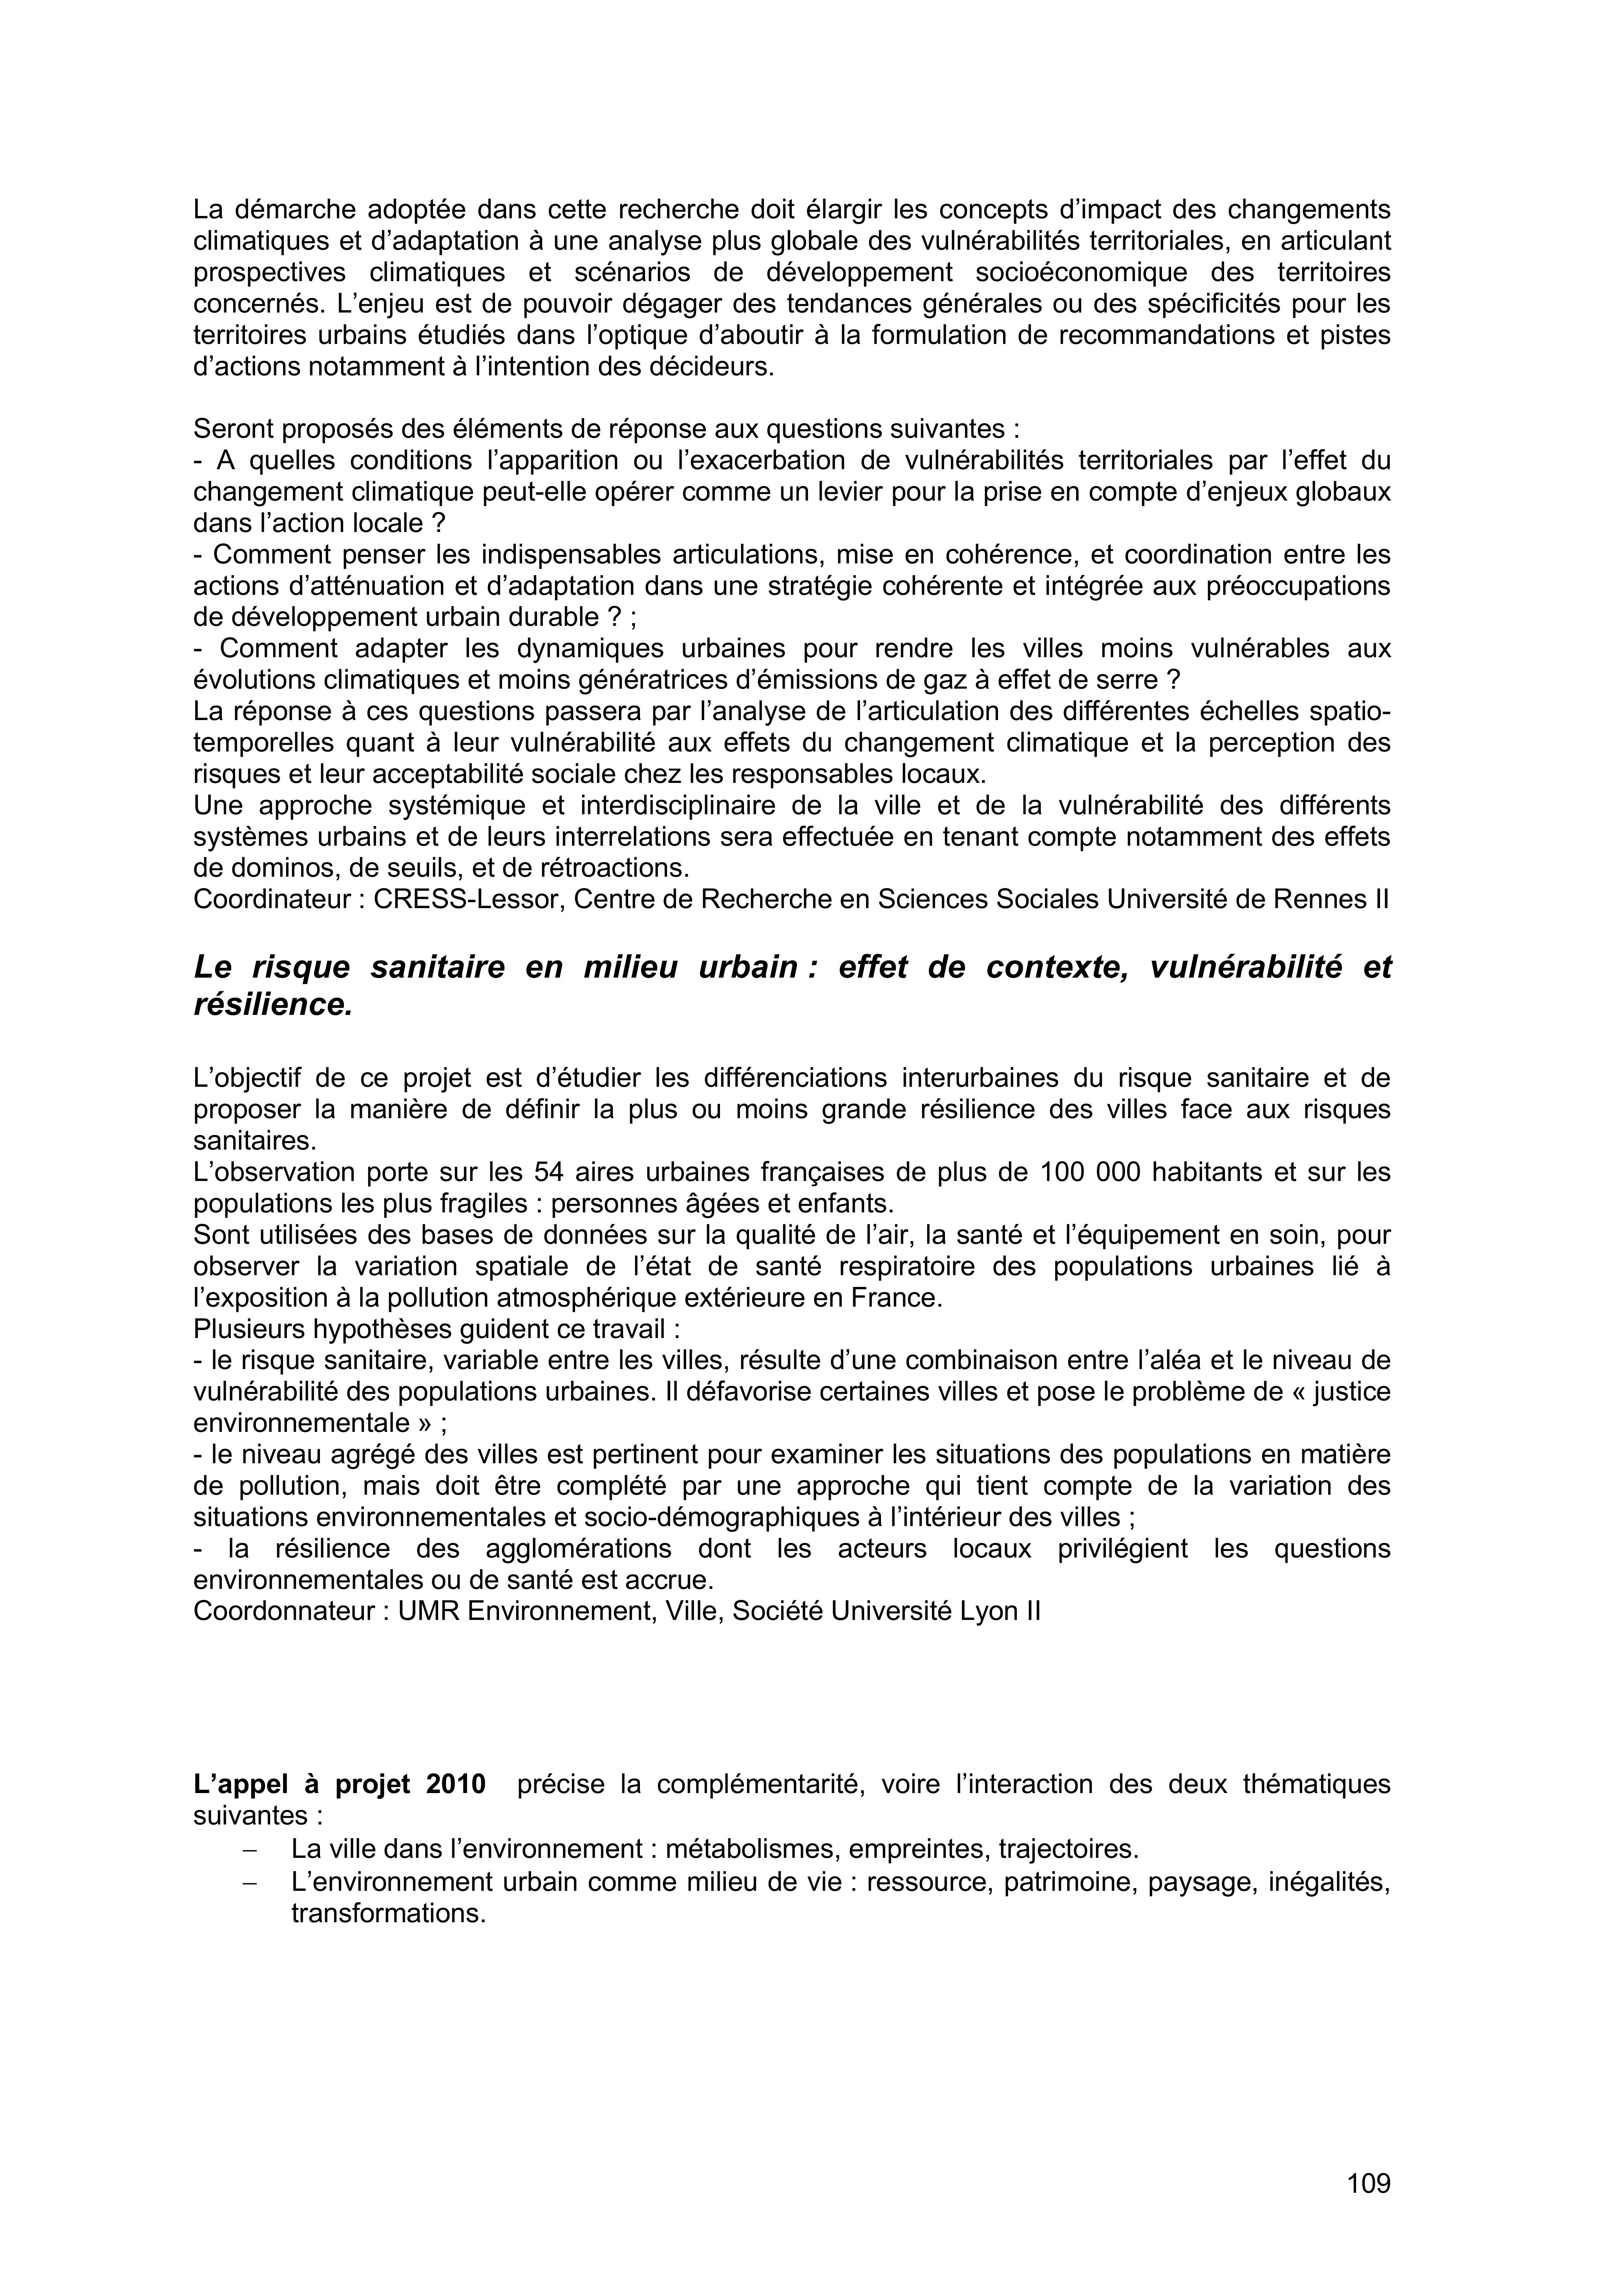 La démarche adoptée dans cette recherche doit élargir les concepts d’impact des changements
climatiques et d’adaptation à une analyse plus globale des vulnérabilités territoriales, en articulant
prospectives climatiques et scénarios de développement socioéconomique des territoires
concernés. L’enjeu est de pouvoir dégager des tendances générales ou des spécificités pour les
territoires urbains étudiés dans l’optique d’aboutir à la formulation de recommandations et pistes
d’actions notamment à l’intention des décideurs.
Seront proposés des éléments de réponse aux questions suivantes :
- A quelles conditions l’apparition ou l’exacerbation de vulnérabilités territoriales par l’effet du
changement climatique peut-elle opérer comme un levier pour la prise en compte d’enjeux globaux
dans l’action locale ?
- Comment penser les indispensables articulations, mise en cohérence, et coordination entre les
actions d’atténuation et d’adaptation dans une stratégie cohérente et intégrée aux préoccupations
de développement urbain durable ? ;
- Comment adapter les dynamiques urbaines pour rendre les villes moins vulnérables aux
évolutions climatiques et moins génératrices d’émissions de gaz à effet de serre ?
La réponse à ces questions passera par l’analyse de l’articulation des différentes échelles spatio-
temporelles quant à leur vulnérabilité aux effets du changement climatique et la perception des
risques et leur acceptabilité sociale chez les responsables locaux.
Une approche systémique et interdisciplinaire de la ville et de la vulnérabilité des différents
systèmes urbains et de leurs interrelations sera effectuée en tenant compte notamment des effets
de dominos, de seuils, et de rétroactions.
Coordinateur : CRESS-Lessor, Centre de Recherche en Sciences Sociales Université de Rennes II
Le risque sanitaire en milieu urbain : effet de contexte, vulnérabilité et
résilience.
L’objectif de ce projet est d’étudier les différenciations interurbaines du risque sanitaire et de
proposer la manière de définir la plus ou moins grande résilience des villes face aux risques
sanitaires.
L’observation porte sur les 54 aires urbaines françaises de plus de 100 000 habitants et sur les
populations les plus fragiles : personnes âgées et enfants.
Sont utilisées des bases de données sur la qualité de l’air, la santé et l’équipement en soin, pour
observer la variation spatiale de l’état de santé respiratoire des populations urbaines lié à
l’exposition à la pollution atmosphérique extérieure en France.
Plusieurs hypothèses guident ce travail :
- le risque sanitaire, variable entre les villes, résulte d’une combinaison entre l’aléa et le niveau de
vulnérabilité des populations urbaines. Il défavorise certaines villes et pose le problème de « justice
environnementale » ;
- le niveau agrégé des villes est pertinent pour examiner les situations des populations en matière
de pollution, mais doit être complété par une approche qui tient compte de la variation des
situations environnementales et socio-démographiques à l’intérieur des villes ;
- la résilience des agglomérations dont les acteurs locaux privilégient les questions
environnementales ou de santé est accrue.
Coordonnateur : UMR Environnement, Ville, Société Université Lyon II
L’appel à projet 2010 précise la complémentarité, voire l’interaction des deux thématiques
suivantes :
− La ville dans l’environnement : métabolismes, empreintes, trajectoires.
− L’environnement urbain comme milieu de vie : ressource, patrimoine, paysage, inégalités,
transformations.
109